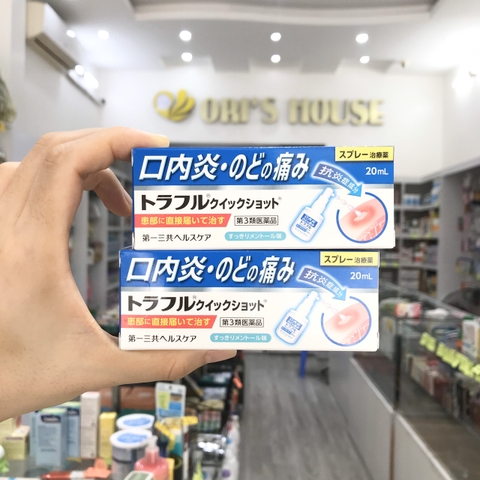 ORI'S HOUSE
スプレー治療薬
口内炎・のどの痛み
20mL
トラフルクイックショット
患部に直接届いて治す
第3類医薬品
第一三共ヘルスケア
すっきりメントール味
スプレー治療薬
口内炎・のどの痛み
20mL
トラフルクイックショット
患部に直接届いて治す
第3類医薬品
第一三共ヘルスケア
すっきりメントール味